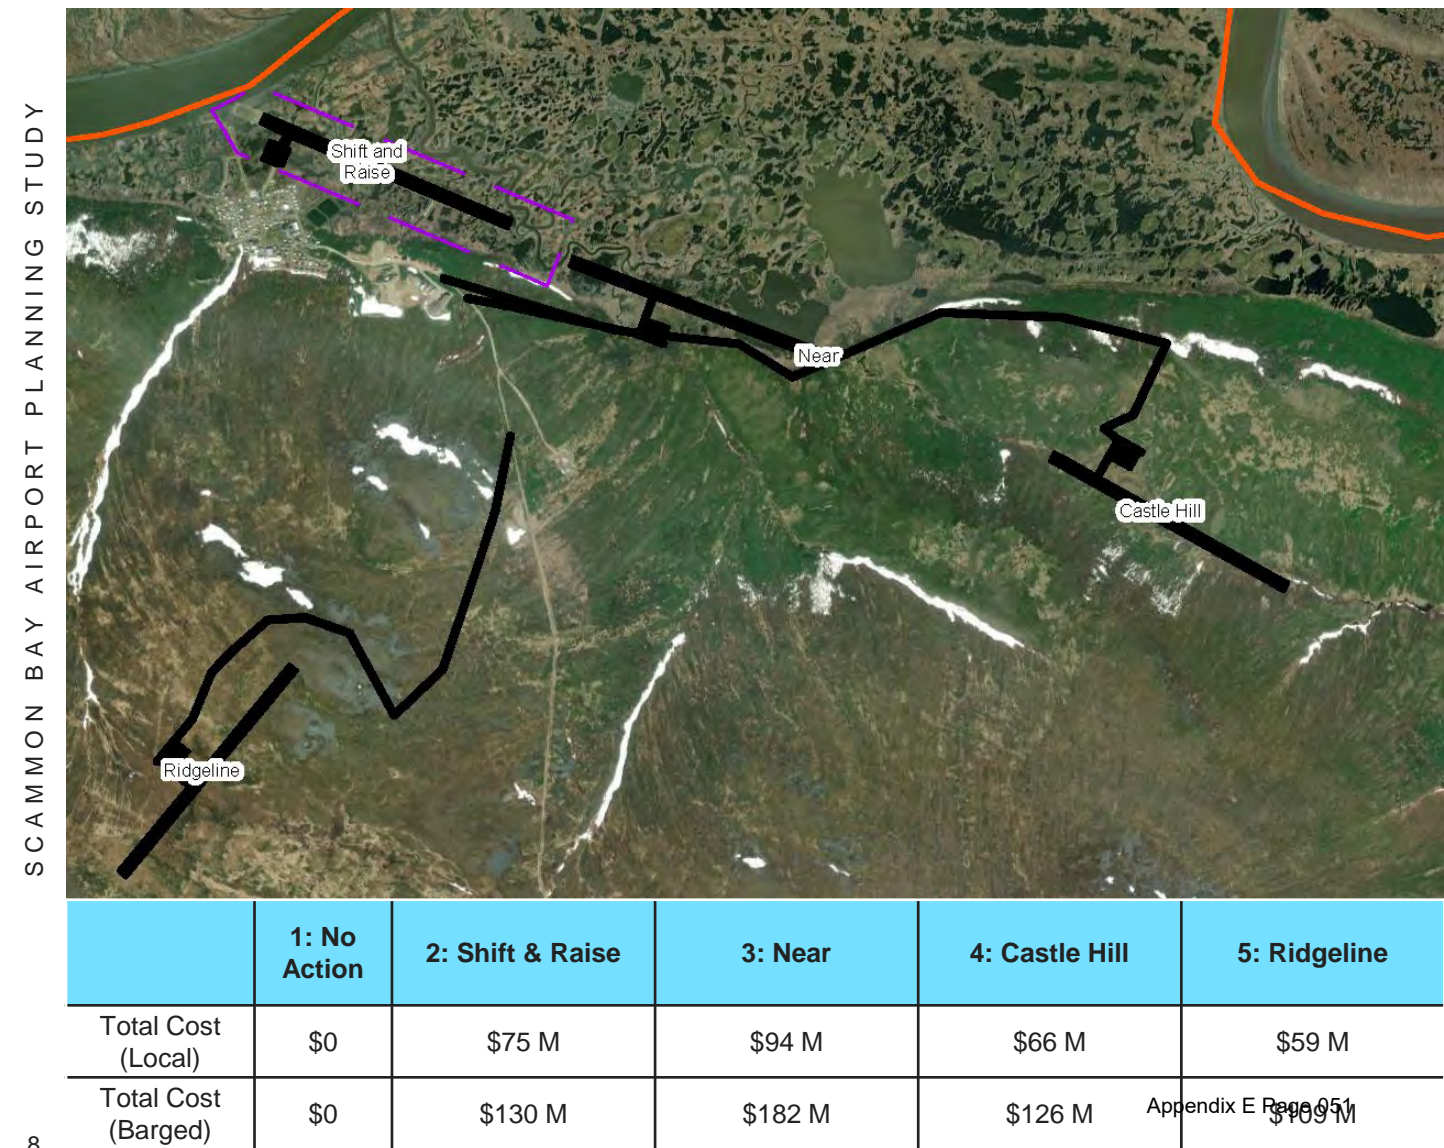 SCAMMON BAY AIRPORT PLANNING STUDY
Shift and
Raise
Near
Castle Hill
Ridgeline
1: No
Action
2: Shift & Raise
3: Near
4: Castle Hill
5: Ridgeline
Total Cost
(Local)
$0
$75 M
$94 M
$66 M
$59 M
Total Cost
(Barged)
$0
$130 M
$182 M
$126 M
$109 M
Appendix E Page 051
8